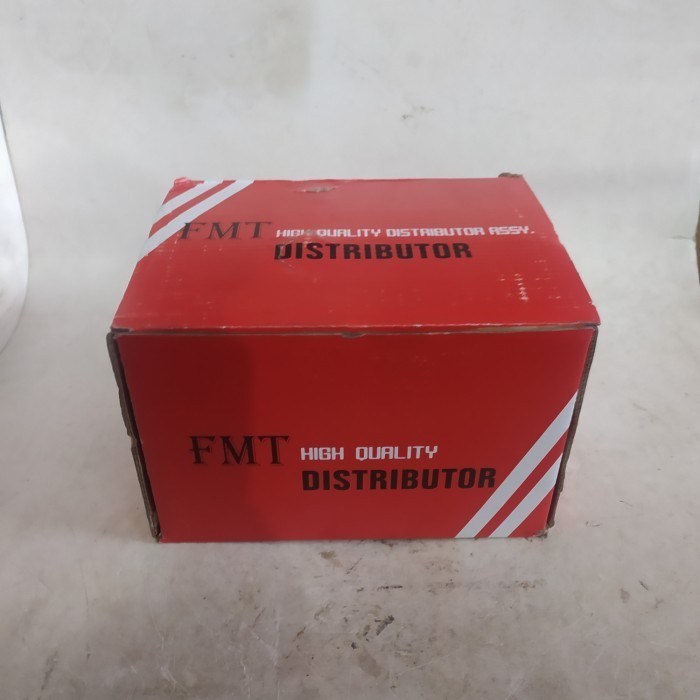 FMT HIGH QUALITY DISTRIBUTOR ASSY.
DISTRIBUTOR
FMT HIGH QUALITY
DISTRIBUTOR